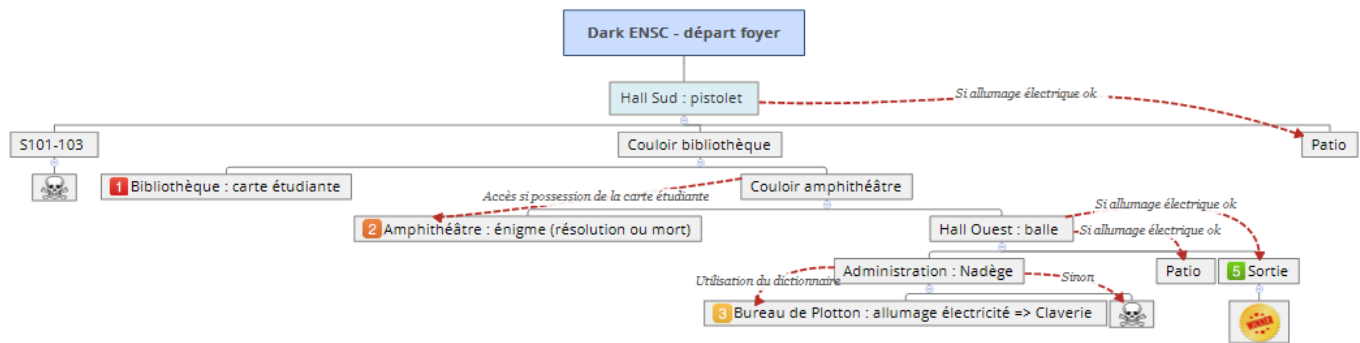 Dark ENSC - départ foyer
Hall Sud : pistolet
Si allumage électrique ok
S101-103
Couloir bibliothèque
Patio
1 Bibliothèque : carte étudiante
Couloir amphithéâtre
Accès si possession de la carte étudiante
2 Amphithéâtre : énigme (résolution ou mort)
Hall Ouest : balle
Si allumage électrique ok
Si allumage électrique ok
Administration : Nadège
Patio
5 Sortie
Utilisation du dictionnaire
Sinon
3 Bureau de Plotton : allumage électricité => Claverie
WINNER